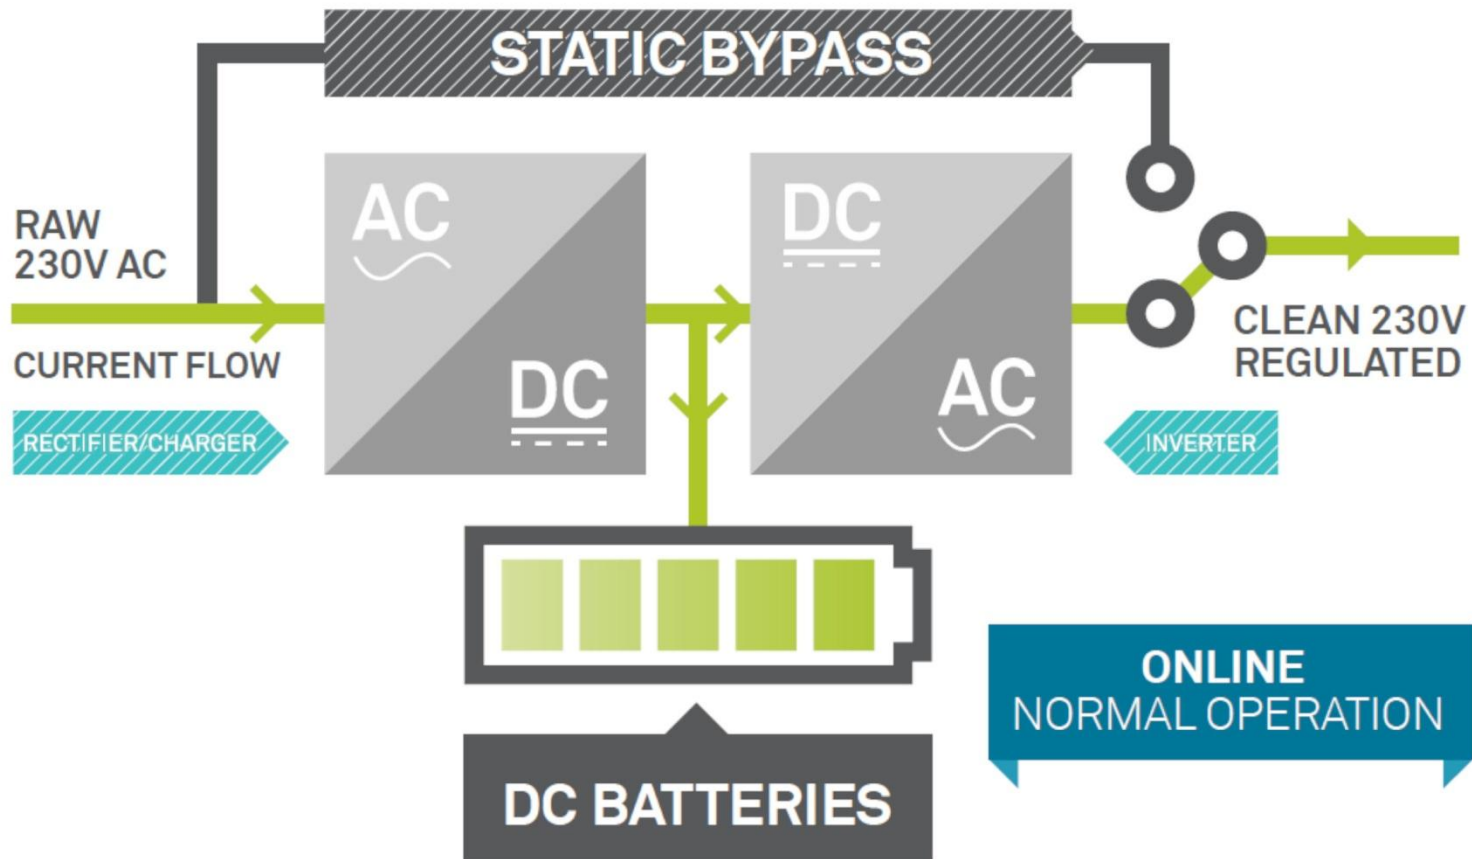 STATIC BYPASS
RAW
230V AC
CURRENT FLOW
RECTIFIER/CHARGER
AC
DC
DC
AC
CLEAN 230V
REGULATED
INVERTER
ONLINE
NORMAL OPERATION
DC BATTERIES